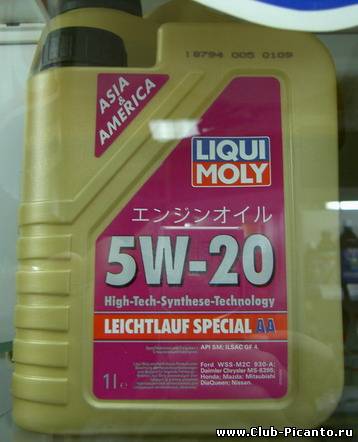 18794 005 0109
ASIA &
AMERICA
LIQUI
MOLY
エンジンオイル
5W-20
High-Tech-Synthese-Technology
LEICHTLAUF SPECIAL AA
API SM; ILSAC GF 4
Ford WSS-M2C 930-A;
Daimler Chrysler MS-6395;
Honda; Mazda; Mitsubishi
DiaQueen; Nissan.
1l e
www.Club-Picanto.ru